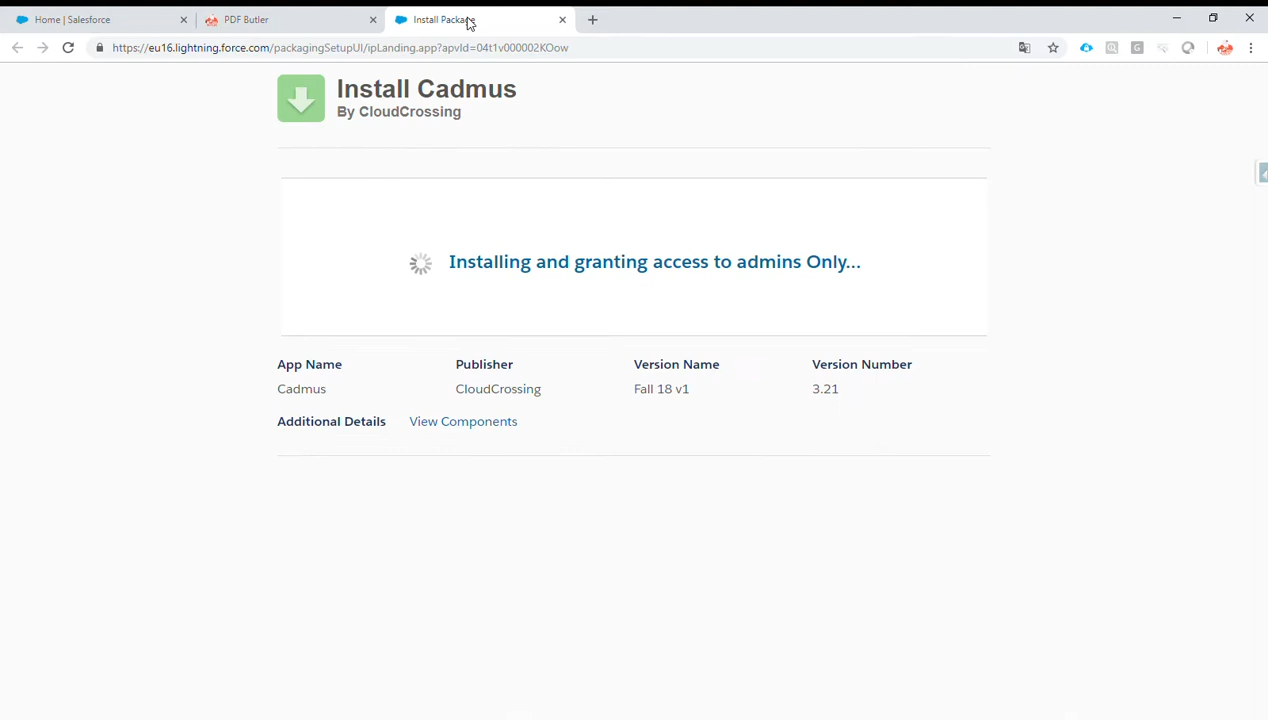 Home | Salesforce
PDF Butler
Install Package
https://eu16.lightning.force.com/packagingSetupUI/ipLanding.app?apvId=04t1v000002KOow
Install Cadmus
By CloudCrossing
Installing and granting access to admins Only...
App Name Publisher Version Name Version Number
Cadmus CloudCrossing Fall 18 v1 3.21
Additional Details View Components